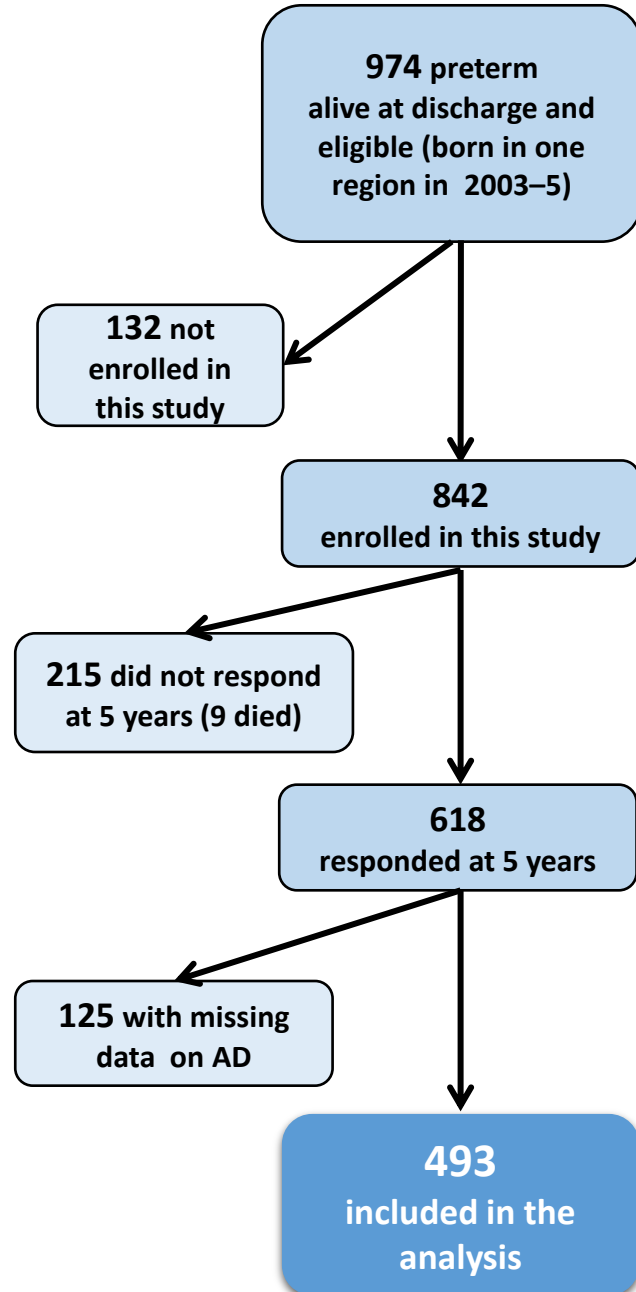 974 preterm
alive at discharge and
eligible (born in one
region in 2003–5)
132 not
enrolled in
this study
842
enrolled in this study
215 did not respond
at 5 years (9 died)
618
responded at 5 years
125 with missing
data on AD
493
included in the
analysis